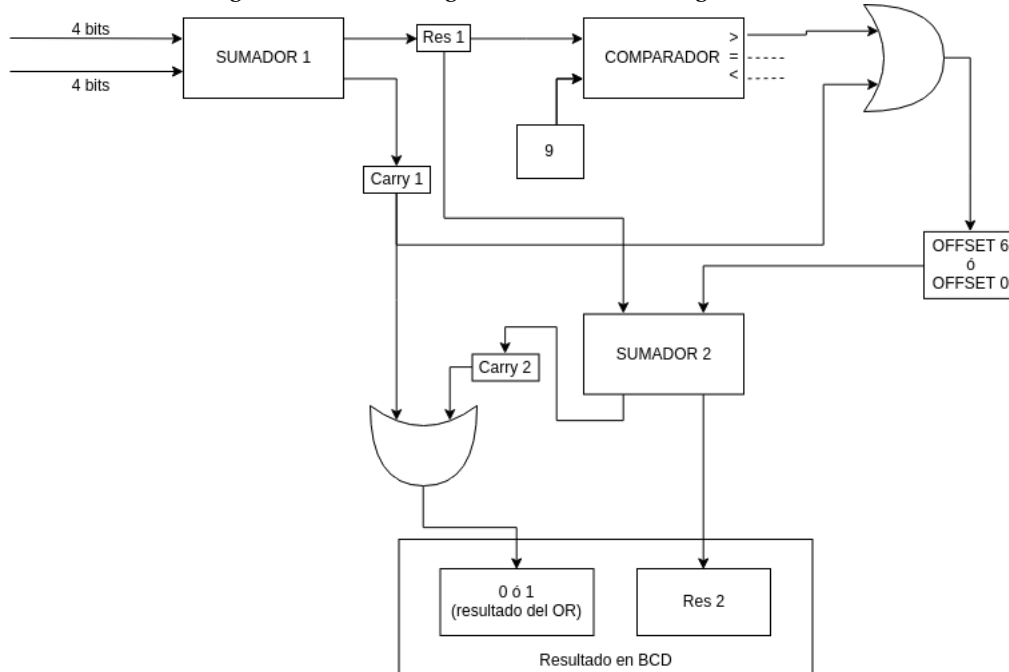 4 bits
4 bits
SUMADOR 1
Res 1
COMPARADOR
>
=
<
9
Carry 1
OFFSET 6
ó
OFFSET 0
SUMADOR 2
Carry 2
0 ó 1
(resultado del OR)
Res 2
Resultado en BCD